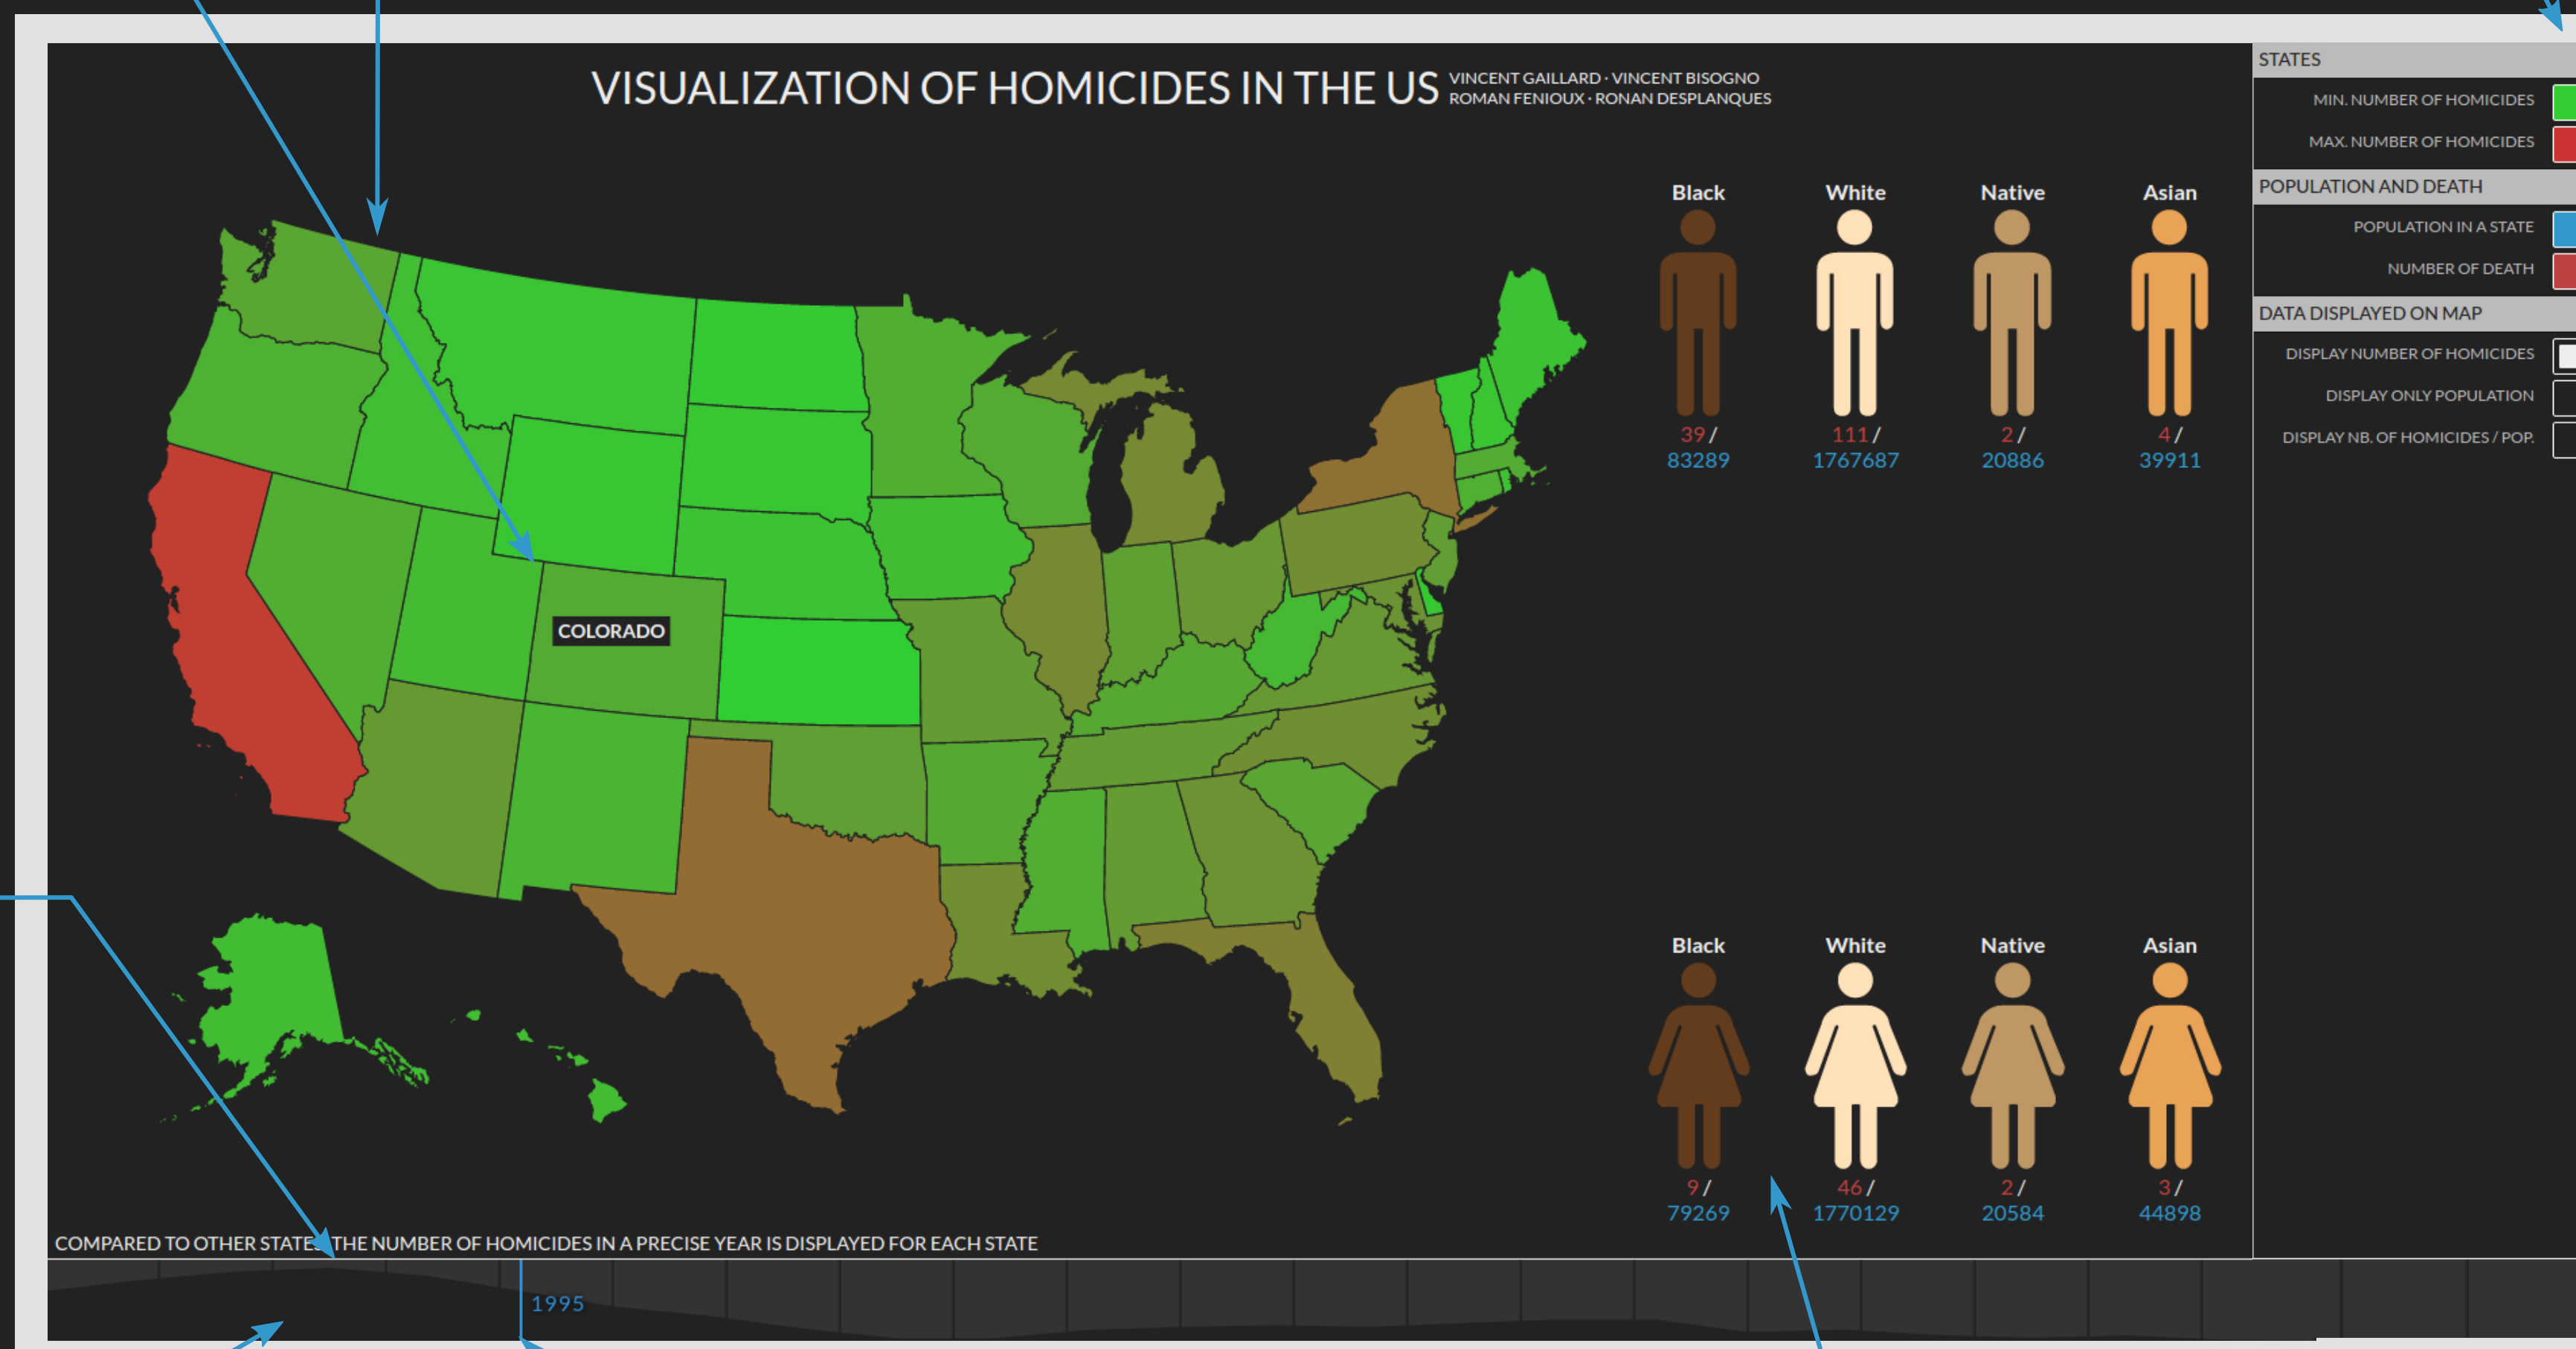 VISUALIZATION OF HOMICIDES IN THE US
VINCENT GAILLARD · VINCENT BISOGNO
ROMAN FENIOUX · RONAN DESPLANQUES
STATES
MIN. NUMBER OF HOMICIDES
MAX. NUMBER OF HOMICIDES
POPULATION AND DEATH
POPULATION IN A STATE
NUMBER OF DEATH
DATA DISPLAYED ON MAP
DISPLAY NUMBER OF HOMICIDES
DISPLAY ONLY POPULATION
DISPLAY NB. OF HOMICIDES / POP.
Black White Native Asian
39 / 111 / 2 / 4 /
83289 1767687 20886 39911
COLORADO
Black White Native Asian
9 / 46 / 2 / 3 /
79269 1770129 20584 44898
COMPARED TO OTHER STATES THE NUMBER OF HOMICIDES IN A PRECISE YEAR IS DISPLAYED FOR EACH STATE
1995